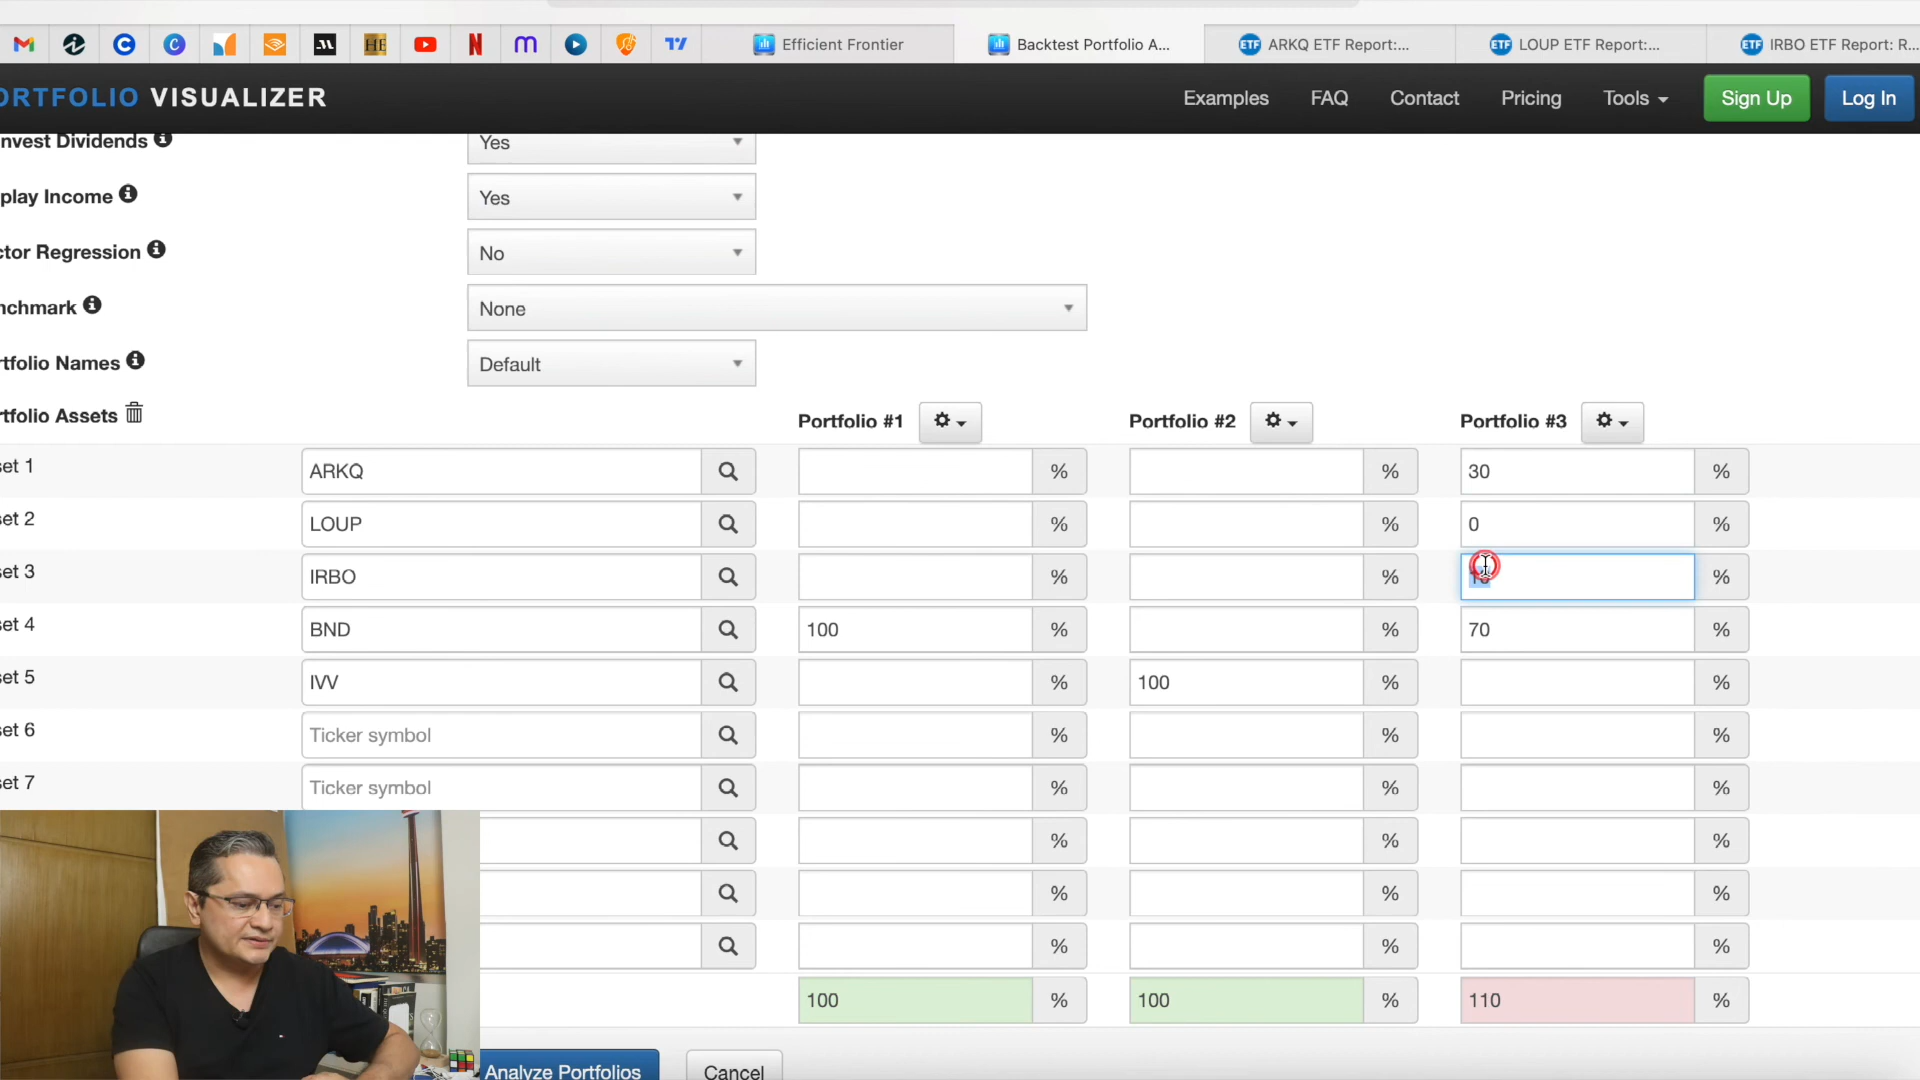 Efficient Frontier
Backtest Portfolio A...
ETF ARKQ ETF Report:...
ETF LOUP ETF Report:...
ETF IRBO ETF Report: R...
ORTFOLIO VISUALIZER
Examples
FAQ
Contact
Pricing
Tools
Sign Up
Log In
nvest Dividends
Yes
play Income
Yes
ctor Regression
No
nchmark
None
rtfolio Names
Default
rtfolio Assets
Portfolio #1
Portfolio #2
Portfolio #3
set 1 ARKQ % % 30 %
set 2 LOUP % % 0 %
set 3 IRBO % % 10 %
set 4 BND 100 % % 70 %
set 5 IVV % 100 % %
set 6 Ticker symbol % % %
set 7 Ticker symbol % % %
% % %
% % %
% % %
100 % 100 % 110 %
Analyze Portfolios
Cancel